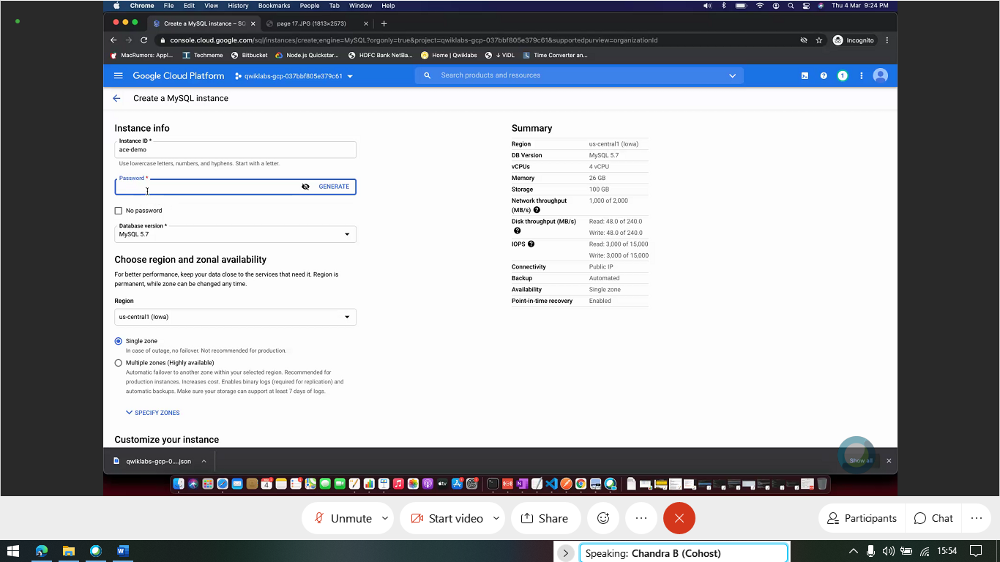 Chrome File Edit View History Bookmarks People Tab Window Help Thu 4 Mar 9:24 PM
Create a MySQL instance – SQ page 17.JPG (1813×2573)
console.cloud.google.com/sql/instances/create;engine=MySQL?orgonly=true&project=qwiklabs-gcp-037bbf805e379c61&supportedpurview=organizationId Incognito
MacRumors: Appl... Techmeme Bitbucket Node.js Quickstar... HDFC Bank NetBa... Home | Qwiklabs ↓ ViDL Time Converter an...
Google Cloud Platform qwiklabs-gcp-037bbf805e379c61 Search products and resources 1
Create a MySQL instance
Instance info
Instance ID *
ace-demo
Use lowercase letters, numbers, and hyphens. Start with a letter.
Password *
GENERATE
No password
Database version *
MySQL 5.7
Choose region and zonal availability
For better performance, keep your data close to the services that need it. Region is
permanent, while zone can be changed any time.
Region
us-central1 (Iowa)
Single zone
In case of outage, no failover. Not recommended for production.
Multiple zones (Highly available)
Automatic failover to another zone within your selected region. Recommended for
production instances. Increases cost. Enables binary logs (required for replication) and
automatic backups. Make sure your storage can support at least 7 days of logs.
SPECIFY ZONES
Customize your instance
Summary
Region us-central1 (Iowa)
DB Version MySQL 5.7
vCPUs 4 vCPU
Memory 26 GB
Storage 100 GB
Network throughput 1,000 of 2,000
(MB/s)
Disk throughput (MB/s) Read: 48.0 of 240.0
Write: 48.0 of 240.0
IOPS Read: 3,000 of 15,000
Write: 3,000 of 15,000
Connectivity Public IP
Backup Automated
Availability Single zone
Point-in-time recovery Enabled
qwiklabs-gcp-0....json Show all
Unmute Start video Share Participants Chat
Speaking: Chandra B (Cohost) 15:54